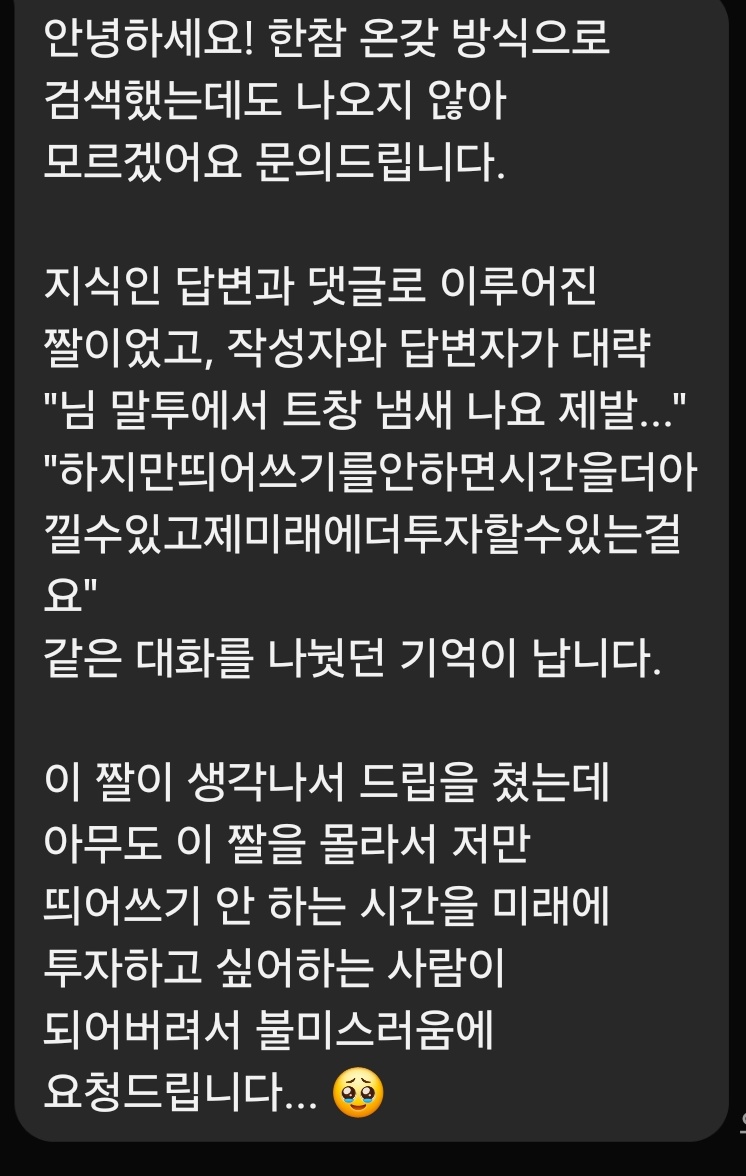 안녕하세요! 한참 온갖 방식으로
검색했는데도 나오지 않아
모르겠어요 문의드립니다.
지식인 답변과 댓글로 이루어진
짤이었고, 작성자와 답변자가 대략
"님 말투에서 트창 냄새 나요 제발..."
"하지만띄어쓰기를안하면시간을더아
낄수있고제미래에더투자할수있는걸
요"
같은 대화를 나눳던 기억이 납니다.
이 짤이 생각나서 드립을 쳤는데
아무도 이 짤을 몰라서 저만
띄어쓰기 안 하는 시간을 미래에
투자하고 싶어하는 사람이
되어버려서 불미스러움에
요청드립니다... 🥹